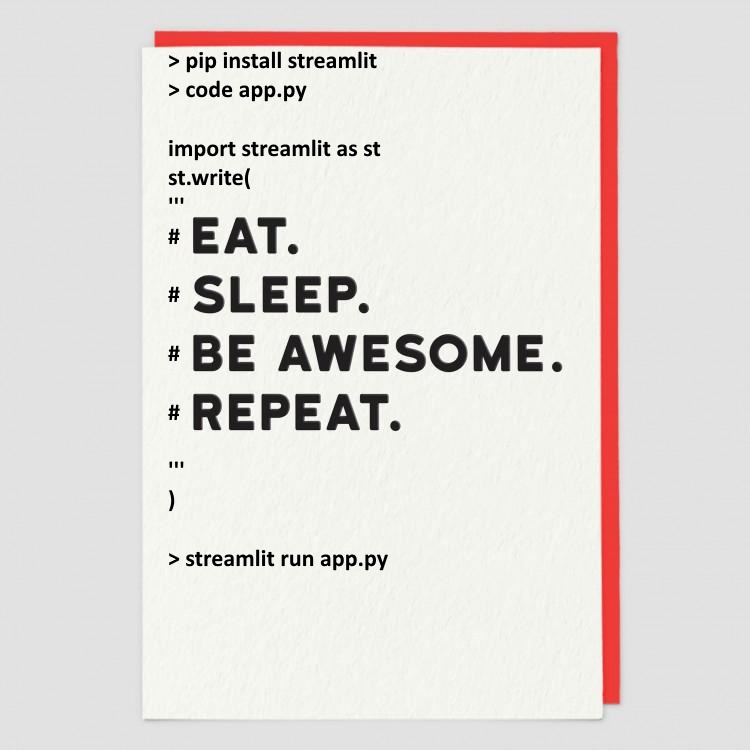 > pip install streamlit
> code app.py
import streamlit as st
st.write(
'''
# EAT.
# SLEEP.
# BE AWESOME.
# REPEAT.
'''
)
> streamlit run app.py